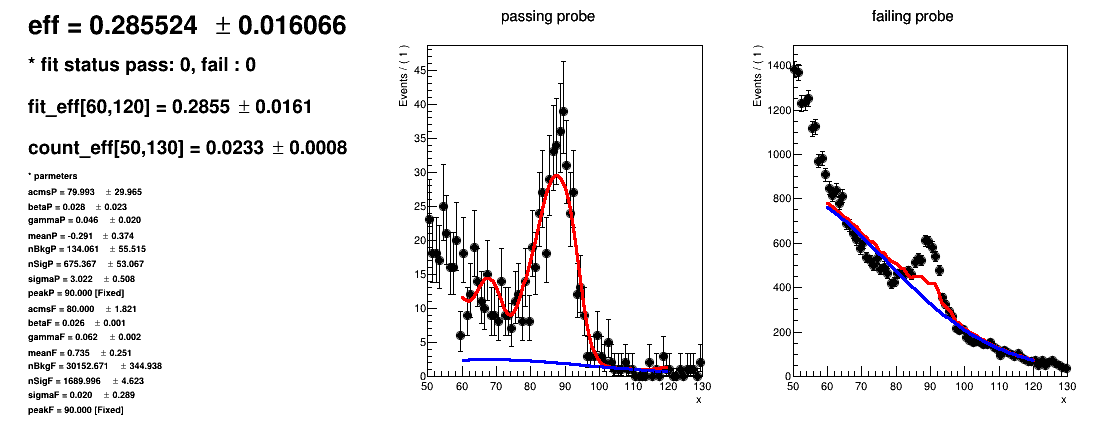 eff = 0.285524 ± 0.016066
* fit status pass: 0, fail : 0
fit_eff[60,120] = 0.2855 ± 0.0161
count_eff[50,130] = 0.0233 ± 0.0008
* parmeters
acmsP = 79.993 ± 29.965
betaP = 0.028 ± 0.023
gammaP = 0.046 ± 0.020
meanP = -0.291 ± 0.374
nBkgP = 134.061 ± 55.515
nSigP = 675.367 ± 53.067
sigmaP = 3.022 ± 0.508
peakP = 90.000 [Fixed]
acmsF = 80.000 ± 1.821
betaF = 0.026 ± 0.001
gammaF = 0.062 ± 0.002
meanF = 0.735 ± 0.251
nBkgF = 30152.671 ± 344.938
nSigF = 1689.996 ± 4.623
sigmaF = 0.020 ± 0.289
peakF = 90.000 [Fixed]
passing probe
Events / ( 1 )
45
40
35
30
25
20
15
10
5
0
50 60 70 80 90 100 110 120 130
x
failing probe
Events / ( 1 )
1400
1200
1000
800
600
400
200
0
50 60 70 80 90 100 110 120 130
x